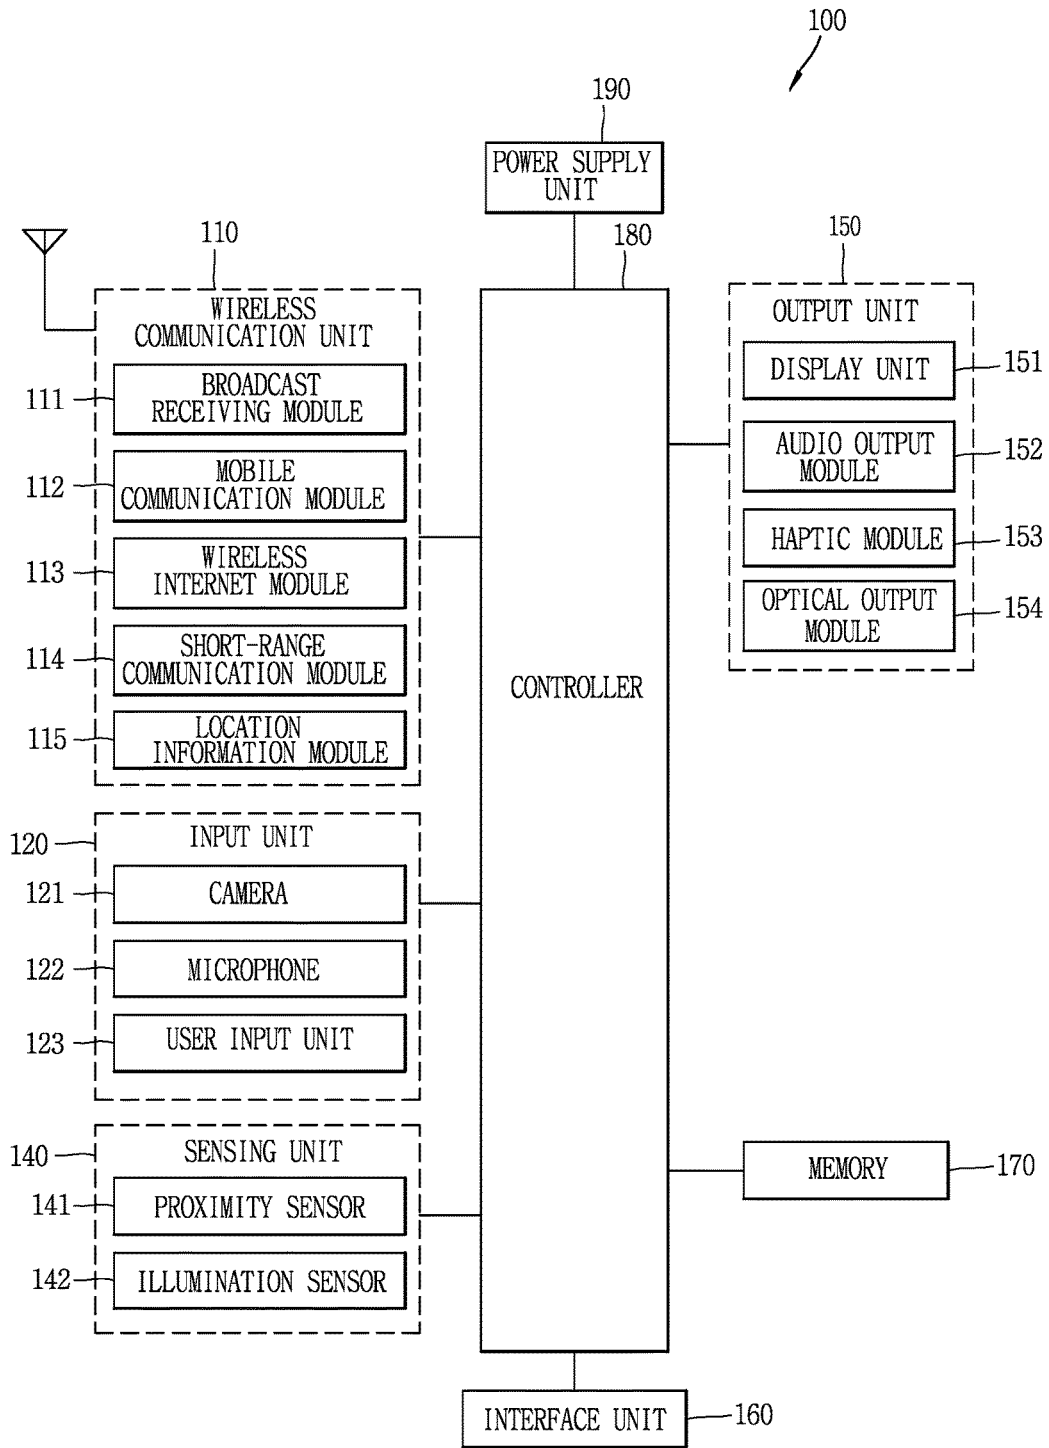 100
190
POWER SUPPLY
UNIT
110
180
150
WIRELESS
COMMUNICATION UNIT
111
BROADCAST
RECEIVING MODULE
112
MOBILE
COMMUNICATION MODULE
113
WIRELESS
INTERNET MODULE
114
SHORT-RANGE
COMMUNICATION MODULE
115
LOCATION
INFORMATION MODULE
120
INPUT UNIT
121
CAMERA
122
MICROPHONE
123
USER INPUT UNIT
140
SENSING UNIT
141
PROXIMITY SENSOR
142
ILLUMINATION SENSOR
CONTROLLER
OUTPUT UNIT
DISPLAY UNIT
151
AUDIO OUTPUT
MODULE
152
HAPTIC MODULE
153
OPTICAL OUTPUT
MODULE
154
MEMORY
170
INTERFACE UNIT
160